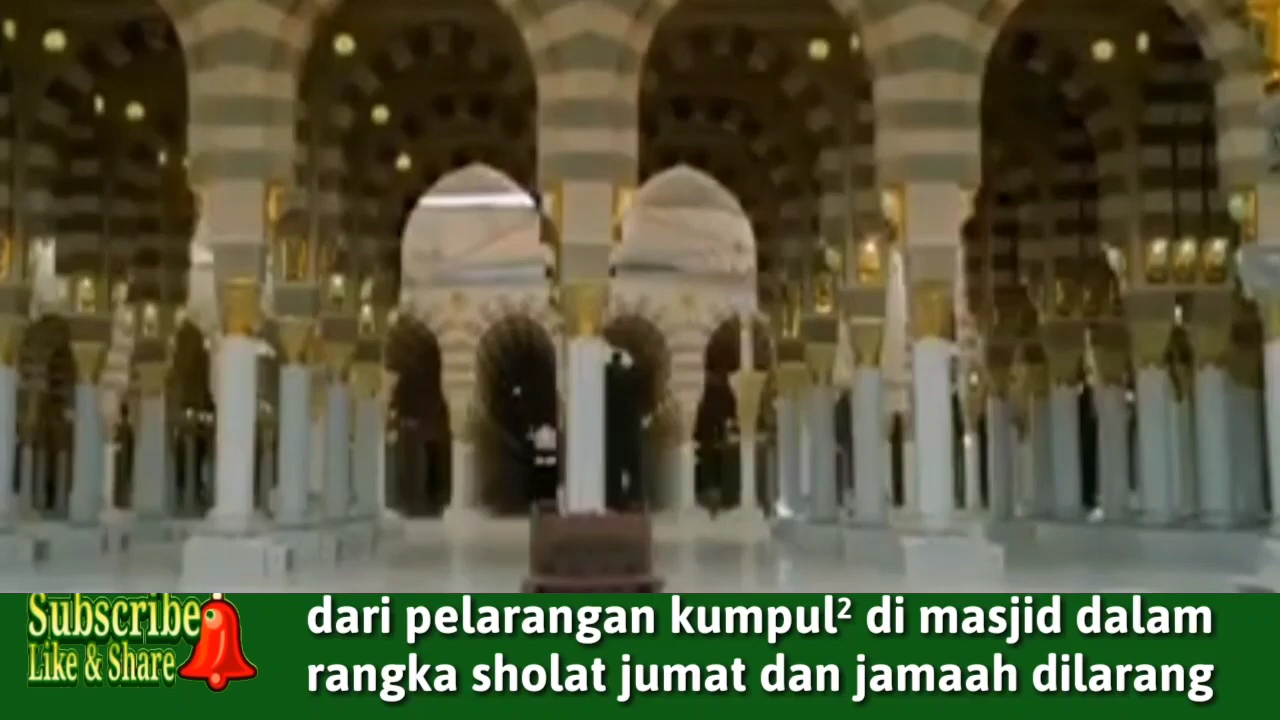 Subscribe
Like & Share
dari pelarangan kumpul² di masjid dalam
rangka sholat jumat dan jamaah dilarang